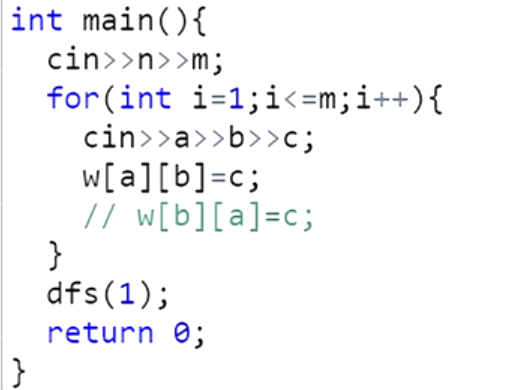 int main(){
cin>>n>>m;
for(int i=1;i<=m;i++){
cin>>a>>b>>c;
w[a][b]=c;
// w[b][a]=c;
}
dfs(1);
return 0;
}